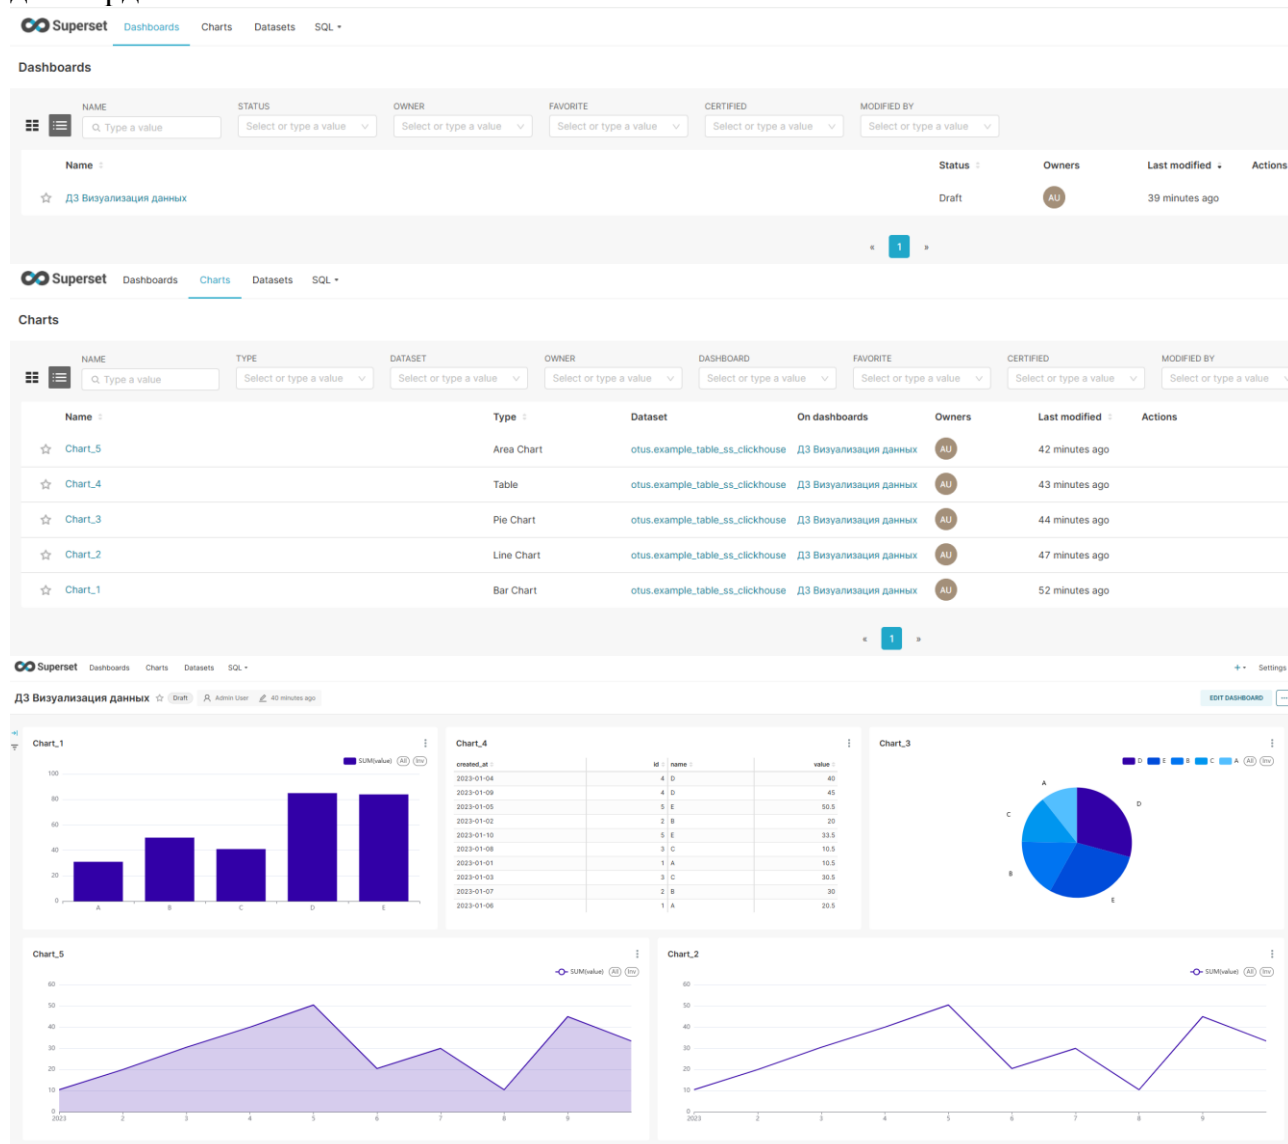 Superset Dashboards Charts Datasets SQL
Dashboards
NAME STATUS OWNER FAVORITE CERTIFIED MODIFIED BY
Type a value Select or type a value Select or type a value Select or type a value Select or type a value Select or type a value
Name Status Owners Last modified Actions
ДЗ Визуализация данных Draft AU 39 minutes ago
« 1 »
Superset Dashboards Charts Datasets SQL
Charts
NAME TYPE DATASET OWNER DASHBOARD FAVORITE CERTIFIED MODIFIED BY
Type a value Select or type a value Select or type a value Select or type a value Select or type a value Select or type a value Select or type a value Select or type a value
Name Type Dataset On dashboards Owners Last modified Actions
Chart_5 Area Chart otus.example_table_ss_clickhouse ДЗ Визуализация данных AU 42 minutes ago
Chart_4 Table otus.example_table_ss_clickhouse ДЗ Визуализация данных AU 43 minutes ago
Chart_3 Pie Chart otus.example_table_ss_clickhouse ДЗ Визуализация данных AU 44 minutes ago
Chart_2 Line Chart otus.example_table_ss_clickhouse ДЗ Визуализация данных AU 47 minutes ago
Chart_1 Bar Chart otus.example_table_ss_clickhouse ДЗ Визуализация данных AU 52 minutes ago
« 1 »
Superset Dashboards Charts Datasets SQL + Settings
ДЗ Визуализация данных Draft Admin User 40 minutes ago EDIT DASHBOARD ...
Chart_1
SUM(value) All Inv
100
80
60
40
20
0
A B C D E
Chart_4
created_at id name value
2023-01-04 4 D 40
2023-01-09 4 D 45
2023-01-05 5 E 50.5
2023-01-02 2 B 20
2023-01-10 5 E 33.5
2023-01-08 3 C 10.5
2023-01-01 1 A 10.5
2023-01-03 3 C 30.5
2023-01-07 2 B 30
2023-01-06 1 A 20.5
Chart_3
D E B C A All Inv
A
D
C
B
E
Chart_5
SUM(value) All Inv
60
50
40
30
20
10
0
2023 2 3 4 5 6 7 8 9
Chart_2
SUM(value) All Inv
60
50
40
30
20
10
0
2023 2 3 4 5 6 7 8 9